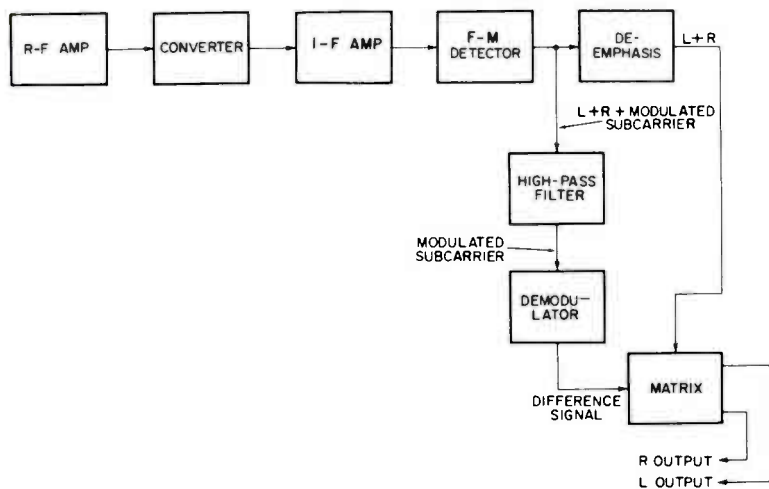 R-F AMP
CONVERTER
I-F AMP
F-M
DETECTOR
DE-
EMPHASIS
L+R
L+R+MODULATED
SUBCARRIER
HIGH-PASS
FILTER
MODULATED
SUBCARRIER
DEMODU-
LATOR
MATRIX
DIFFERENCE
SIGNAL
R OUTPUT
L OUTPUT